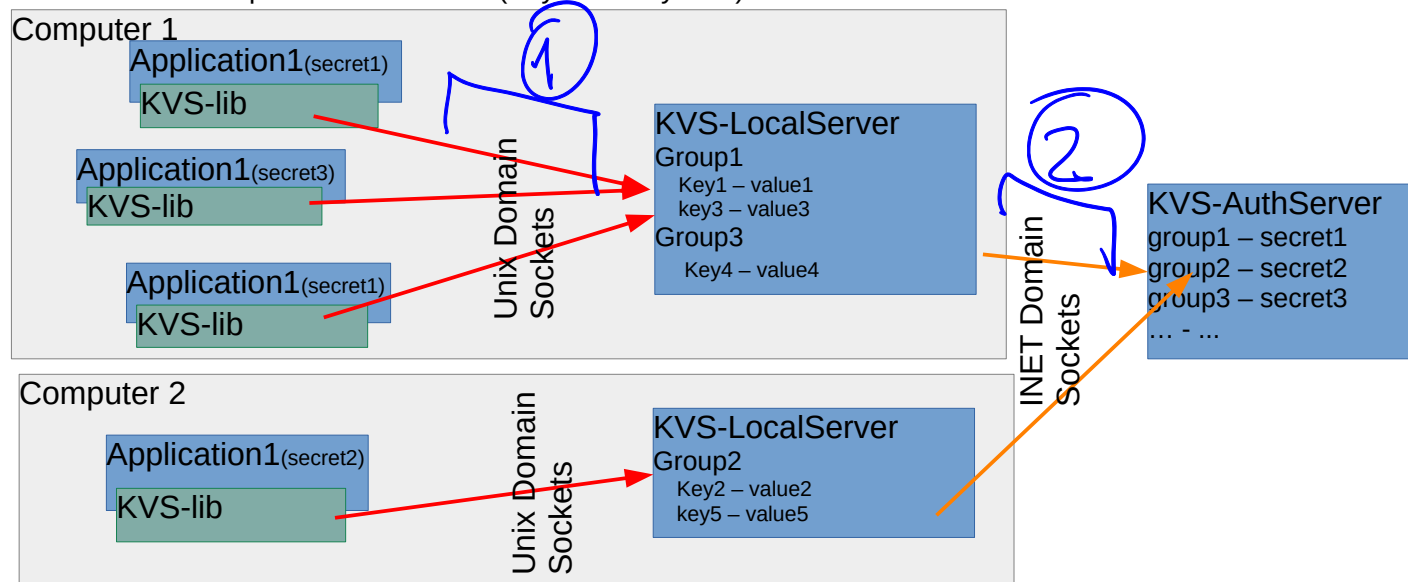 Computer 1
Application1(secret1)
KVS-lib
1
Application1(secret3)
KVS-lib
Application1(secret1)
KVS-lib
Unix Domain
Sockets
KVS-LocalServer
Group1
Key1 – value1
key3 – value3
Group3
Key4 – value4
2
INET Domain
Sockets
KVS-AuthServer
group1 – secret1
group2 – secret2
group3 – secret3
... - ...
Computer 2
Application1(secret2)
KVS-lib
Unix Domain
Sockets
KVS-LocalServer
Group2
Key2 – value2
key5 – value5